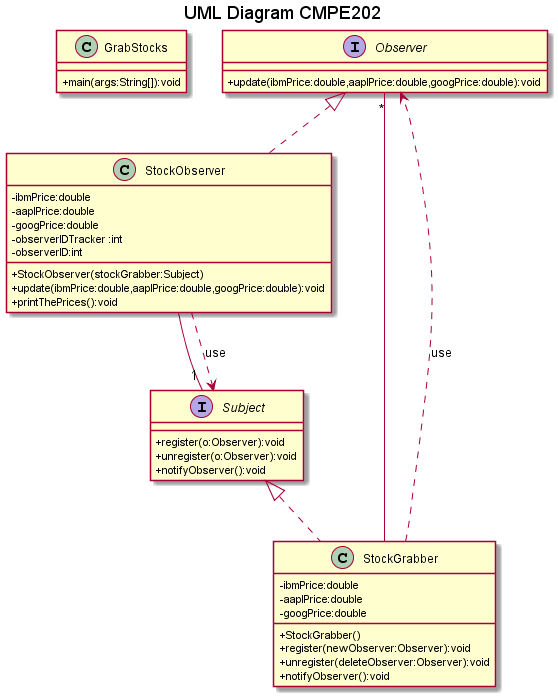 UML Diagram CMPE202
C GrabStocks
+main(args:String[]):void
I Observer
+update(ibmPrice:double,aaplPrice:double,googPrice:double):void
*
C StockObserver
-ibmPrice:double
-aaplPrice:double
-googPrice:double
-observerIDTracker :int
-observerID:int
+StockObserver(stockGrabber:Subject)
+update(ibmPrice:double,aaplPrice:double,googPrice:double):void
+printThePrices():void
use
use
1
I Subject
+register(o:Observer):void
+unregister(o:Observer):void
+notifyObserver():void
C StockGrabber
-ibmPrice:double
-aaplPrice:double
-googPrice:double
+StockGrabber()
+register(newObserver:Observer):void
+unregister(deleteObserver:Observer):void
+notifyObserver():void